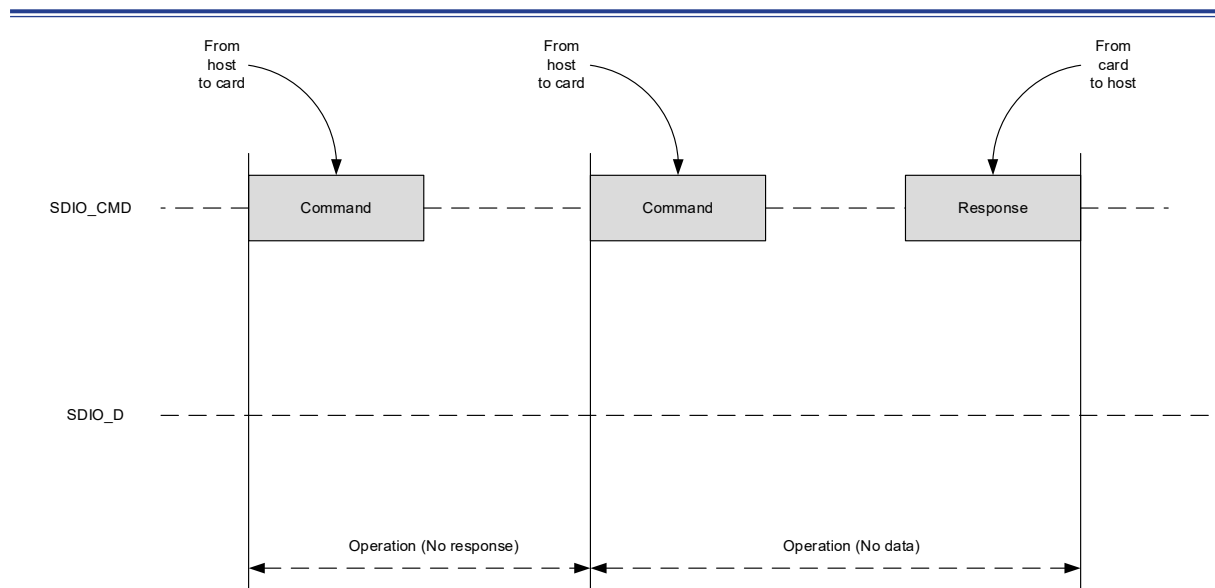 From
host
to card
From
host
to card
From
card
to host
SDIO_CMD
Command
Command
Response
SDIO_D
Operation (No response)
Operation (No data)